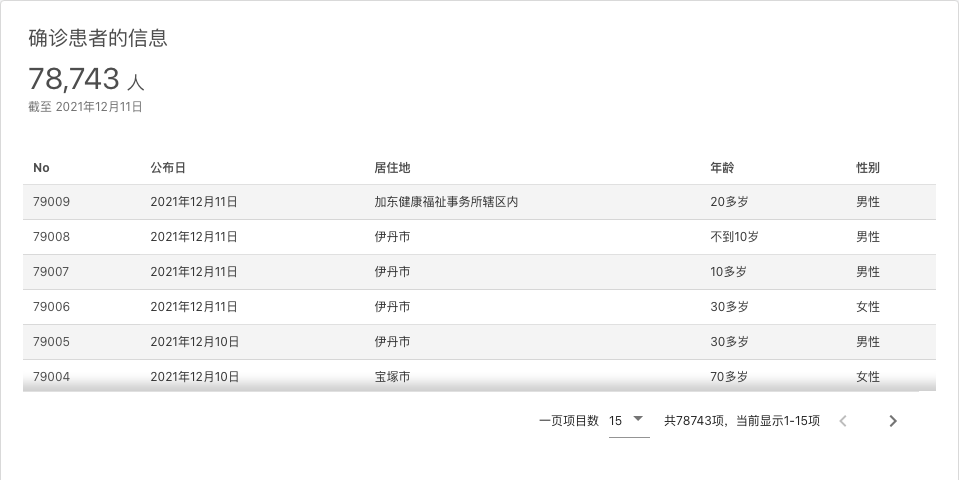 确诊患者的信息
78,743 人
截至 2021年12月11日
No 公布日 居住地 年龄 性别
79009 2021年12月11日 加东健康福祉事务所辖区内 20多岁 男性
79008 2021年12月11日 伊丹市 不到10岁 男性
79007 2021年12月11日 伊丹市 10多岁 男性
79006 2021年12月11日 伊丹市 30多岁 女性
79005 2021年12月10日 伊丹市 30多岁 男性
79004 2021年12月10日 宝塚市 70多岁 女性
一页项目数 15 共78743项，当前显示1-15项